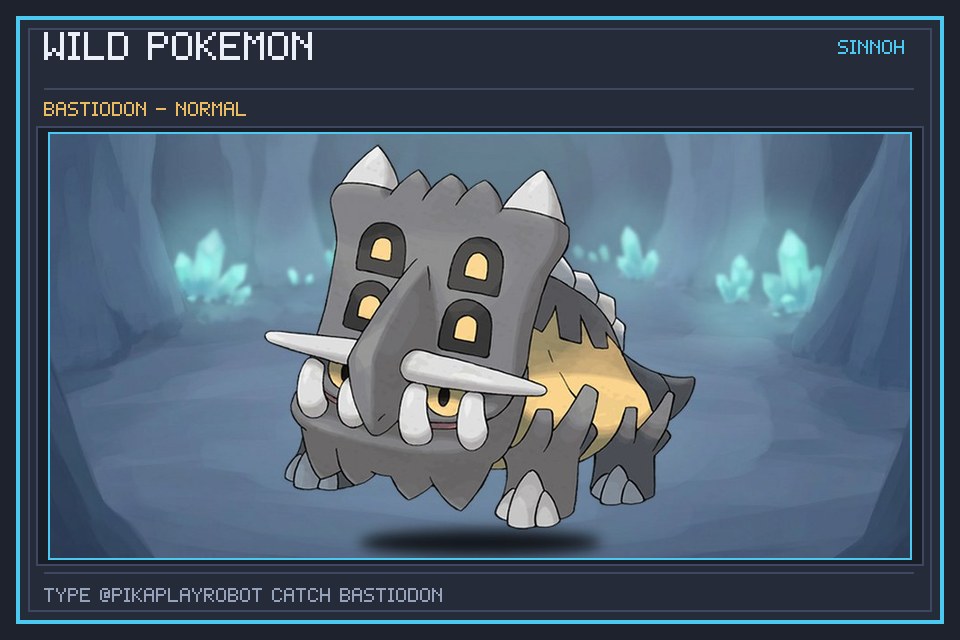 WILD POKEMON
SINNOH
BASTIODON - NORMAL
TYPE @PIKAPLAYROBOT CATCH BASTIODON